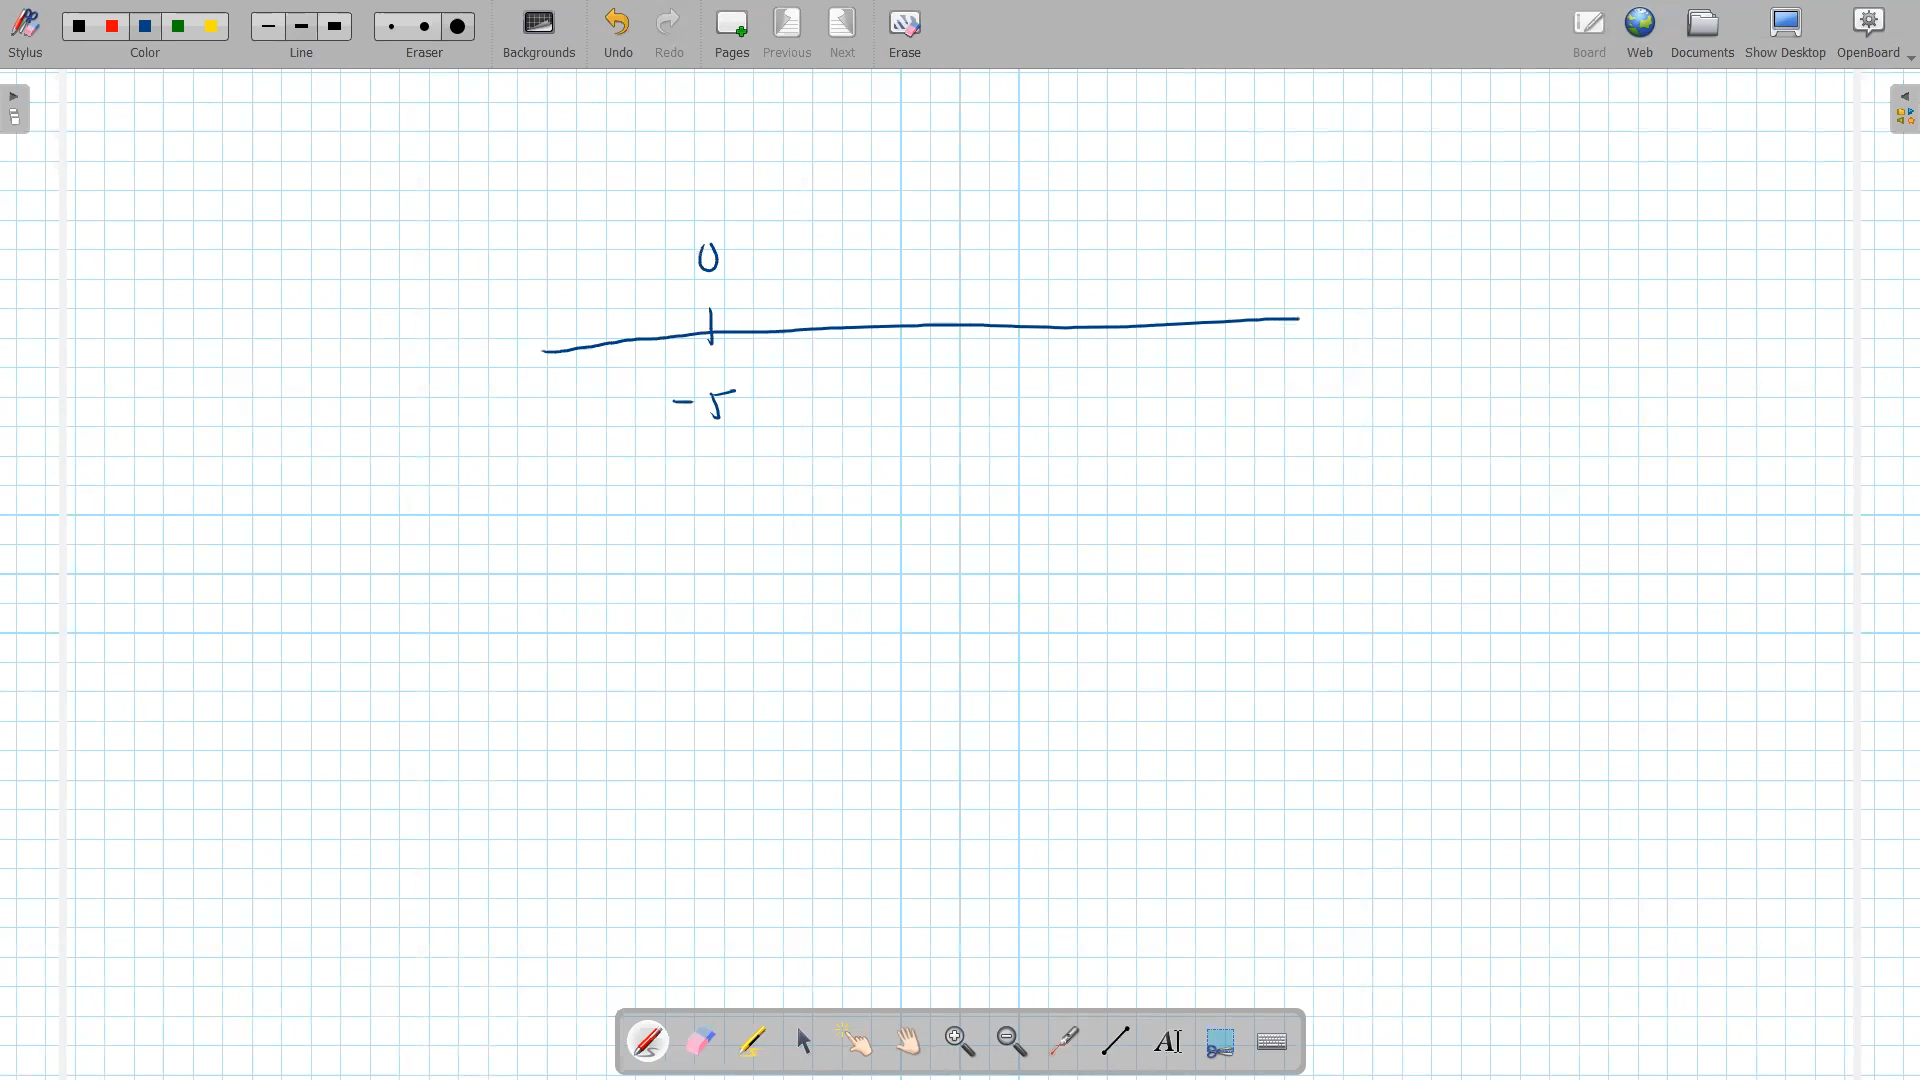 Stylus Color Line Eraser Backgrounds Undo Redo Pages Previous Next Erase Board Web Documents Show Desktop OpenBoard
0
-5
AI